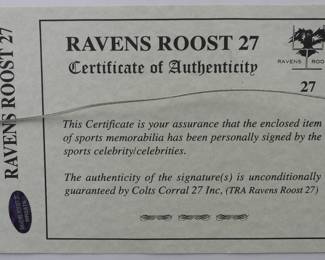 RAVENS ROOST 27
RAVENS ROOST 27
Certificate of Authenticity
RAVENS ROO
27
This Certificate is your assurance that the enclosed item
of sports memorabilia has been personally signed by the
sports celebrity/celebrities.
The authenticity of the signature(s) is unconditionally
guaranteed by Colts Corral 27 Inc, (TRA Ravens Roost 27)